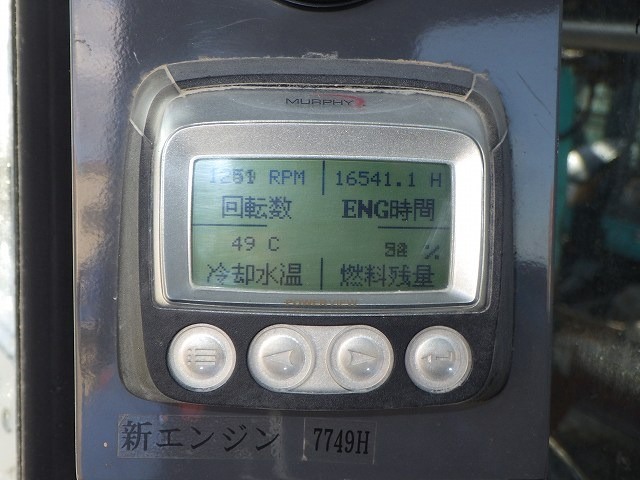 MURPHY
RPM 16541.1 H
回転数 ENG時間
49 C %
冷却水温 燃料残量
新エンジン 7749H